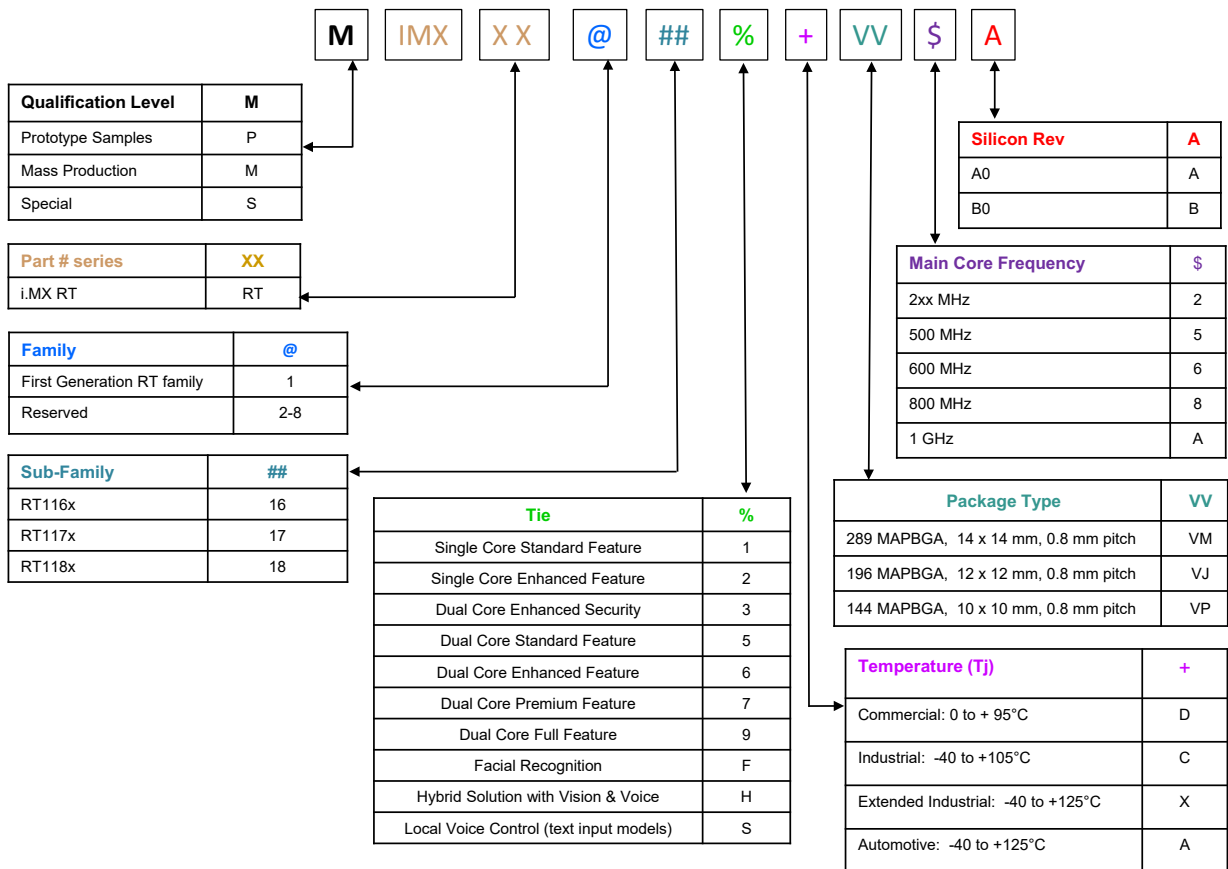 M IMX X X @ ## % + VV $ A
Qualification Level M
Prototype Samples P
Mass Production M
Special S
Part # series XX
i.MX RT RT
Family @
First Generation RT family 1
Reserved 2-8
Sub-Family ##
RT116x 16
RT117x 17
RT118x 18
Tie %
Single Core Standard Feature 1
Single Core Enhanced Feature 2
Dual Core Enhanced Security 3
Dual Core Standard Feature 5
Dual Core Enhanced Feature 6
Dual Core Premium Feature 7
Dual Core Full Feature 9
Facial Recognition F
Hybrid Solution with Vision & Voice H
Local Voice Control (text input models) S
Silicon Rev A
A0 A
B0 B
Main Core Frequency $
2xx MHz 2
500 MHz 5
600 MHz 6
800 MHz 8
1 GHz A
Package Type VV
289 MAPBGA, 14 x 14 mm, 0.8 mm pitch VM
196 MAPBGA, 12 x 12 mm, 0.8 mm pitch VJ
144 MAPBGA, 10 x 10 mm, 0.8 mm pitch VP
Temperature (Tj) +
Commercial: 0 to + 95°C D
Industrial: -40 to +105°C C
Extended Industrial: -40 to +125°C X
Automotive: -40 to +125°C A